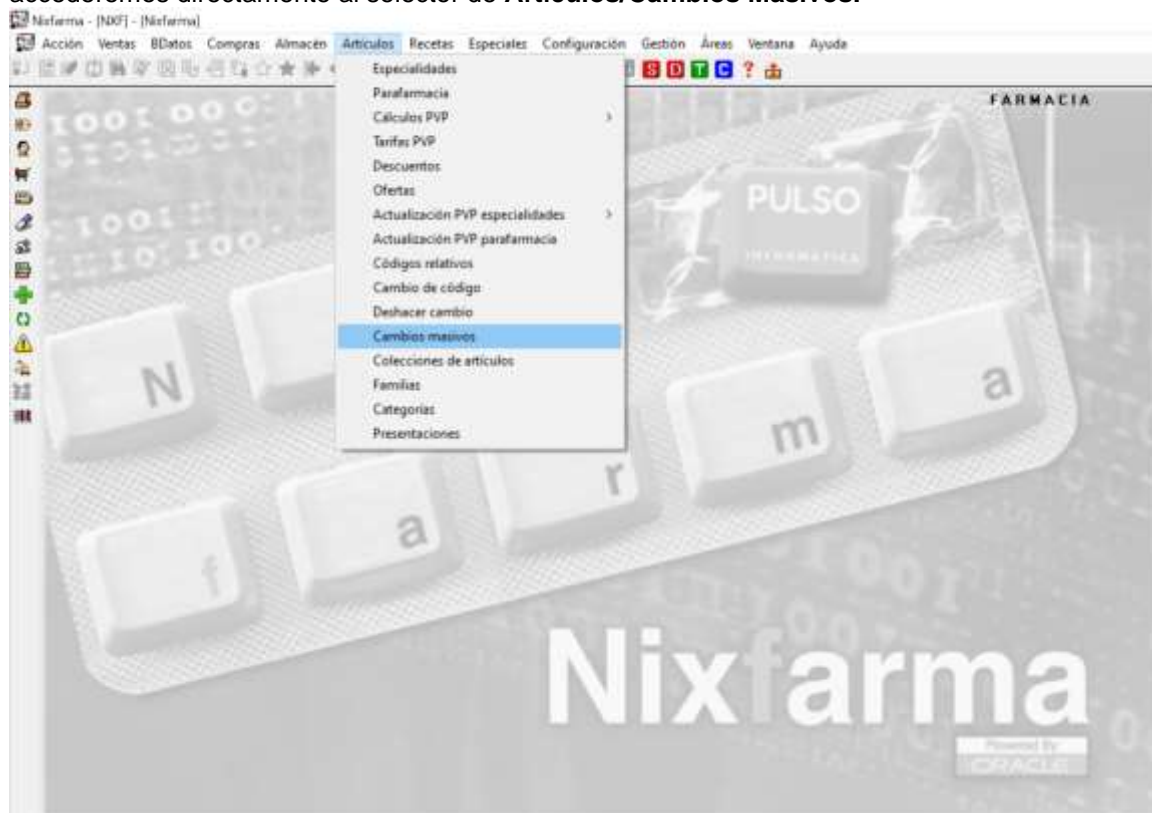 accederemos directamente al selector de Artículos/Cambios Masivos.
Nixfarma - [NXF] - [Nixfarma]
Acción Ventas BDatos Compras Almacén Artículos Recetas Especiales Configuración Gestión Áreas Ventana Ayuda
S D T C ?
FARMACIA
Especialidades
Parafarmacia
Cálculos PVP
Tarifas PVP
Descuentos
Ofertas
Actualización PVP especialidades
Actualización PVP parafarmacia
Códigos relativos
Cambio de código
Deshacer cambio
Cambios masivos
Colecciones de artículos
Familias
Categorías
Presentaciones
PULSO
INFORMATICA
N
a
m
r
a
f
Nixfarma
Powered By
ORACLE